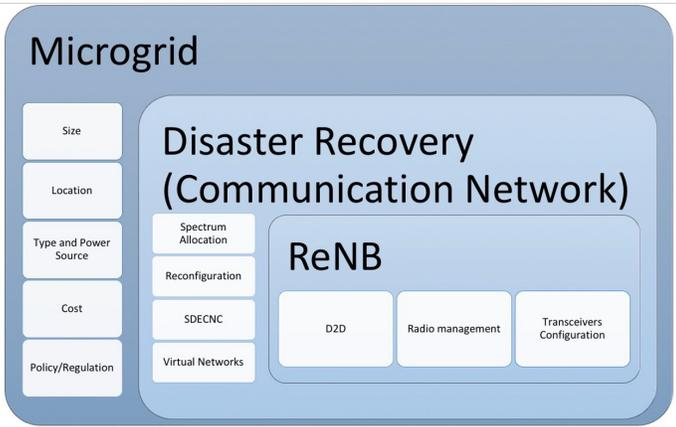 Microgrid
Size
Location
Type and Power
Source
Cost
Policy/Regulation
Disaster Recovery
(Communication Network)
Spectrum
Allocation
Reconfiguration
SDECNC
Virtual Networks
ReNB
D2D
Radio management
Transceivers
Configuration